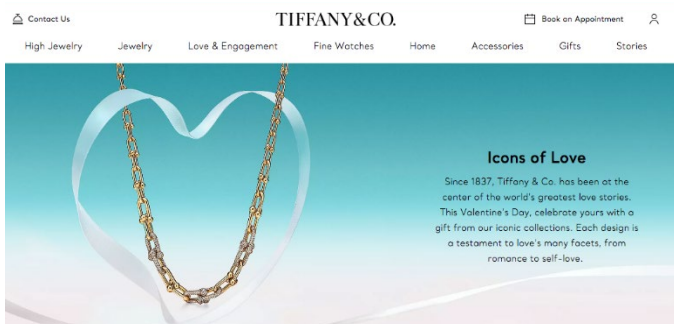 Contact Us
TIFFANY&CO.
Book an Appointment
High Jewelry
Jewelry
Love & Engagement
Fine Watches
Home
Accessories
Gifts
Stories
Icons of Love
Since 1837, Tiffany & Co. has been at the
center of the world's greatest love stories.
This Valentine's Day, celebrate yours with a
gift from our iconic collections. Each design is
a testament to love's many facets, from
romance to self-love.